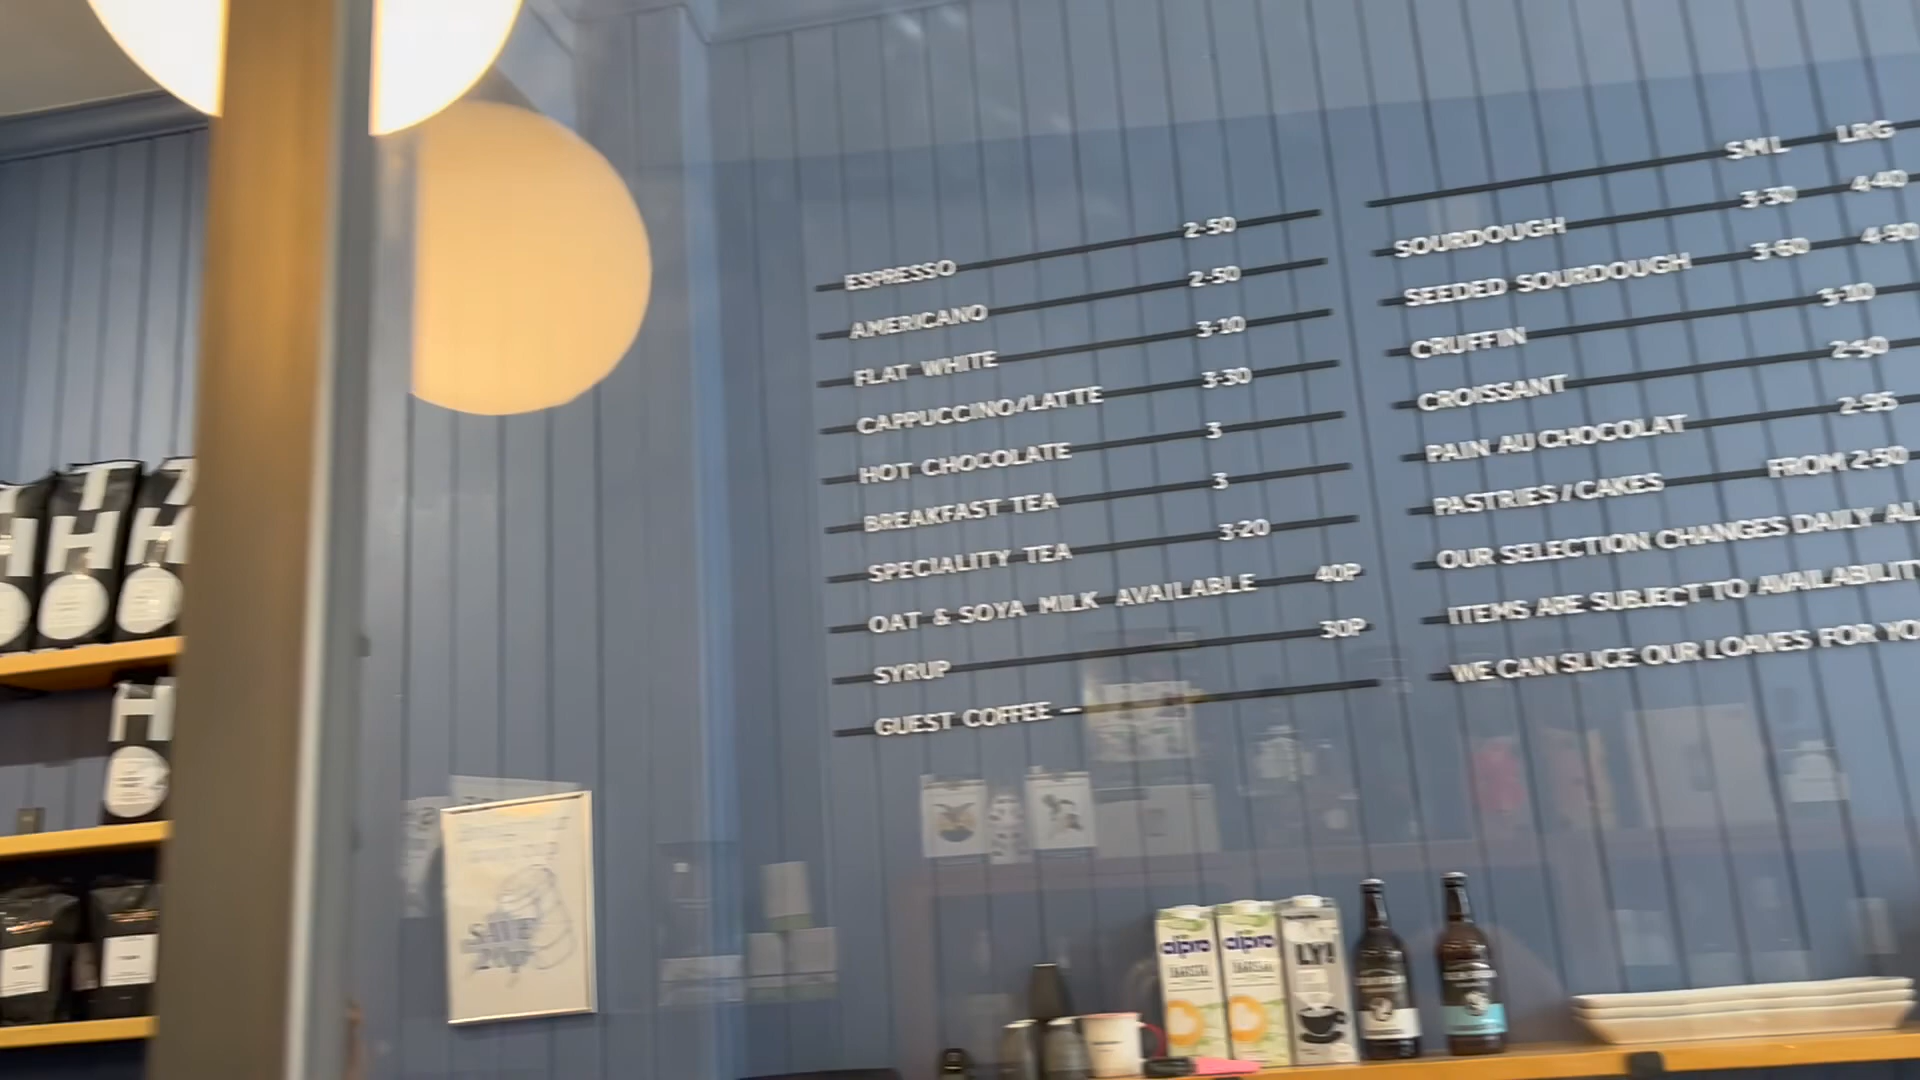 ESPRESSO 2-50
AMERICANO 2-50
FLAT WHITE 3-10
CAPPUCCINO/LATTE 3-30
HOT CHOCOLATE 3
BREAKFAST TEA 3
SPECIALITY TEA 3-20
OAT & SOYA MILK AVAILABLE 40P
SYRUP 30P
GUEST COFFEE –
SML LRG
SOURDOUGH 3-30 4-40
SEEDED SOURDOUGH 3-60 4-90
CRUFFIN 3-10
CROISSANT
PAIN AU CHOCOLAT 2-95
PASTRIES / CAKES FROM 2-50
OUR SELECTION CHANGES DAILY
ITEMS ARE SUBJECT TO AVAILABILITY
WE CAN SLICE OUR LOAVES FOR
SAVE
20p
alpro
alpro
LY!